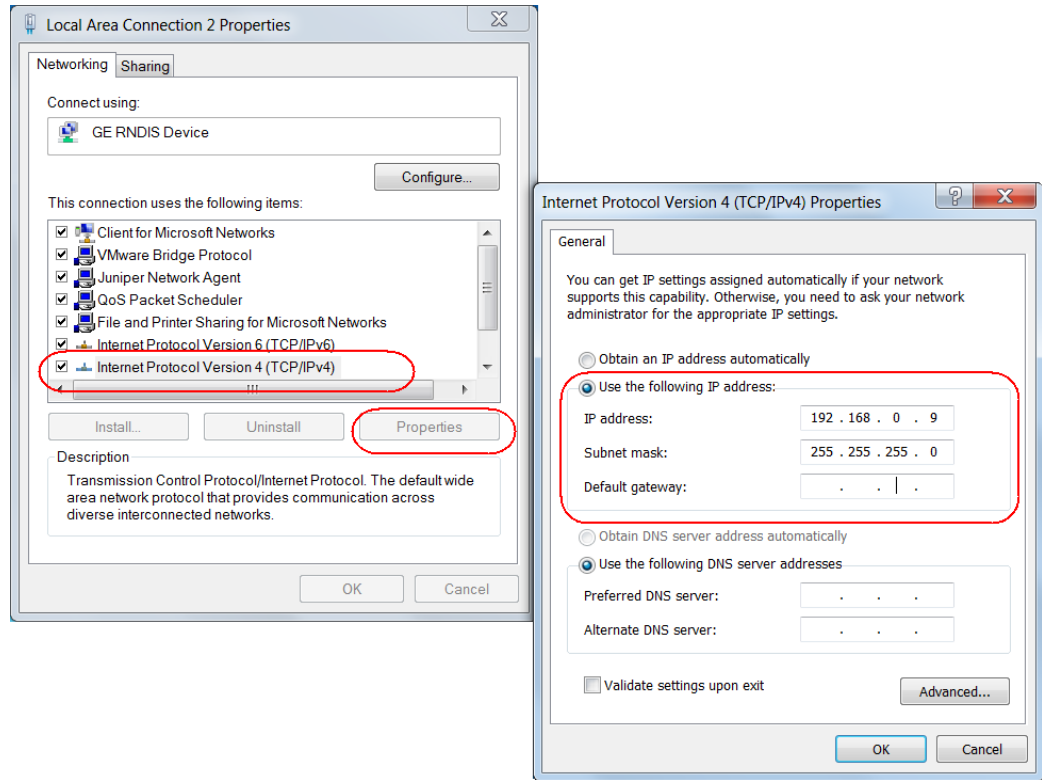 Local Area Connection 2 Properties
Networking
Sharing
Connect using:
GE RNDIS Device
Configure...
This connection uses the following items:
Client for Microsoft Networks
VMware Bridge Protocol
Juniper Network Agent
QoS Packet Scheduler
File and Printer Sharing for Microsoft Networks
Internet Protocol Version 6 (TCP/IPv6)
Internet Protocol Version 4 (TCP/IPv4)
Install...
Uninstall
Properties
Description
Transmission Control Protocol/Internet Protocol. The default wide
area network protocol that provides communication across
diverse interconnected networks.
OK
Cancel
Internet Protocol Version 4 (TCP/IPv4) Properties
General
You can get IP settings assigned automatically if your network
supports this capability. Otherwise, you need to ask your network
administrator for the appropriate IP settings.
Obtain an IP address automatically
Use the following IP address:
IP address: 192 . 168 . 0 . 9
Subnet mask: 255 . 255 . 255 . 0
Default gateway: . . .
Obtain DNS server address automatically
Use the following DNS server addresses
Preferred DNS server: . . .
Alternate DNS server: . . .
Validate settings upon exit
Advanced...
OK
Cancel